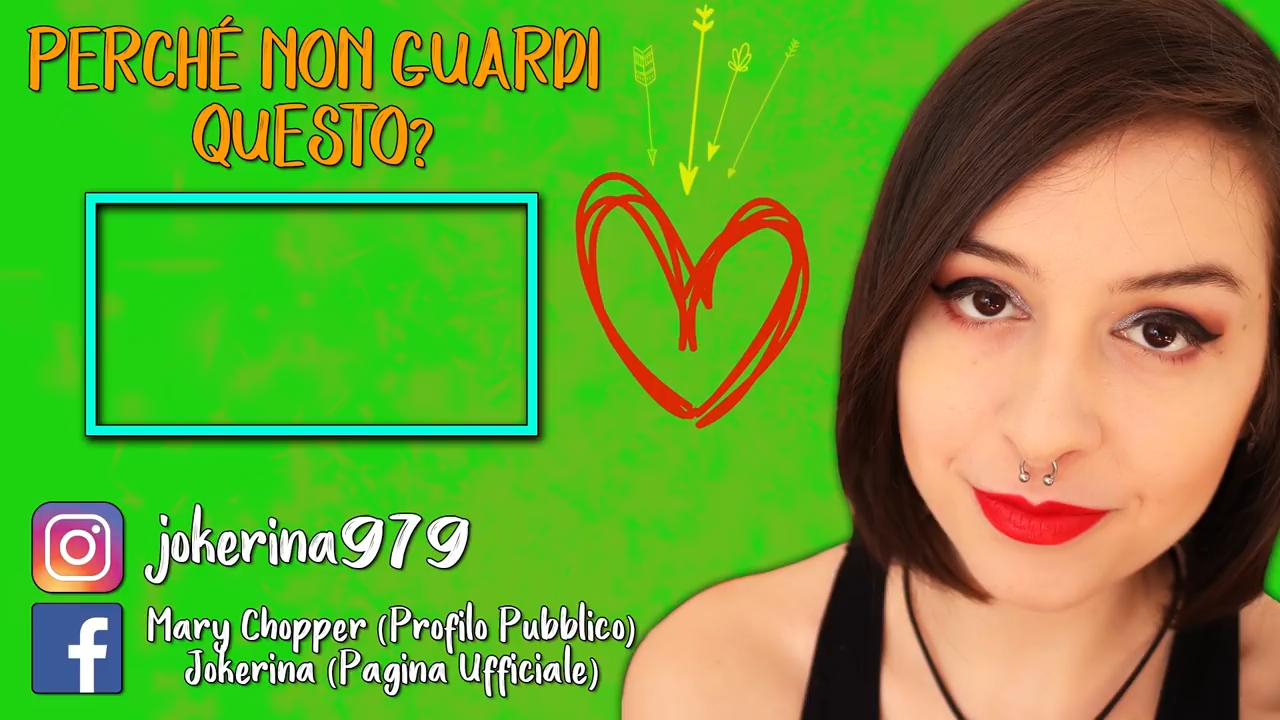 PERCHÉ NON GUARDI
QUESTO?
jokerina979
Mary Chopper (Profilo Pubblico)
Jokerina (Pagina Ufficiale)